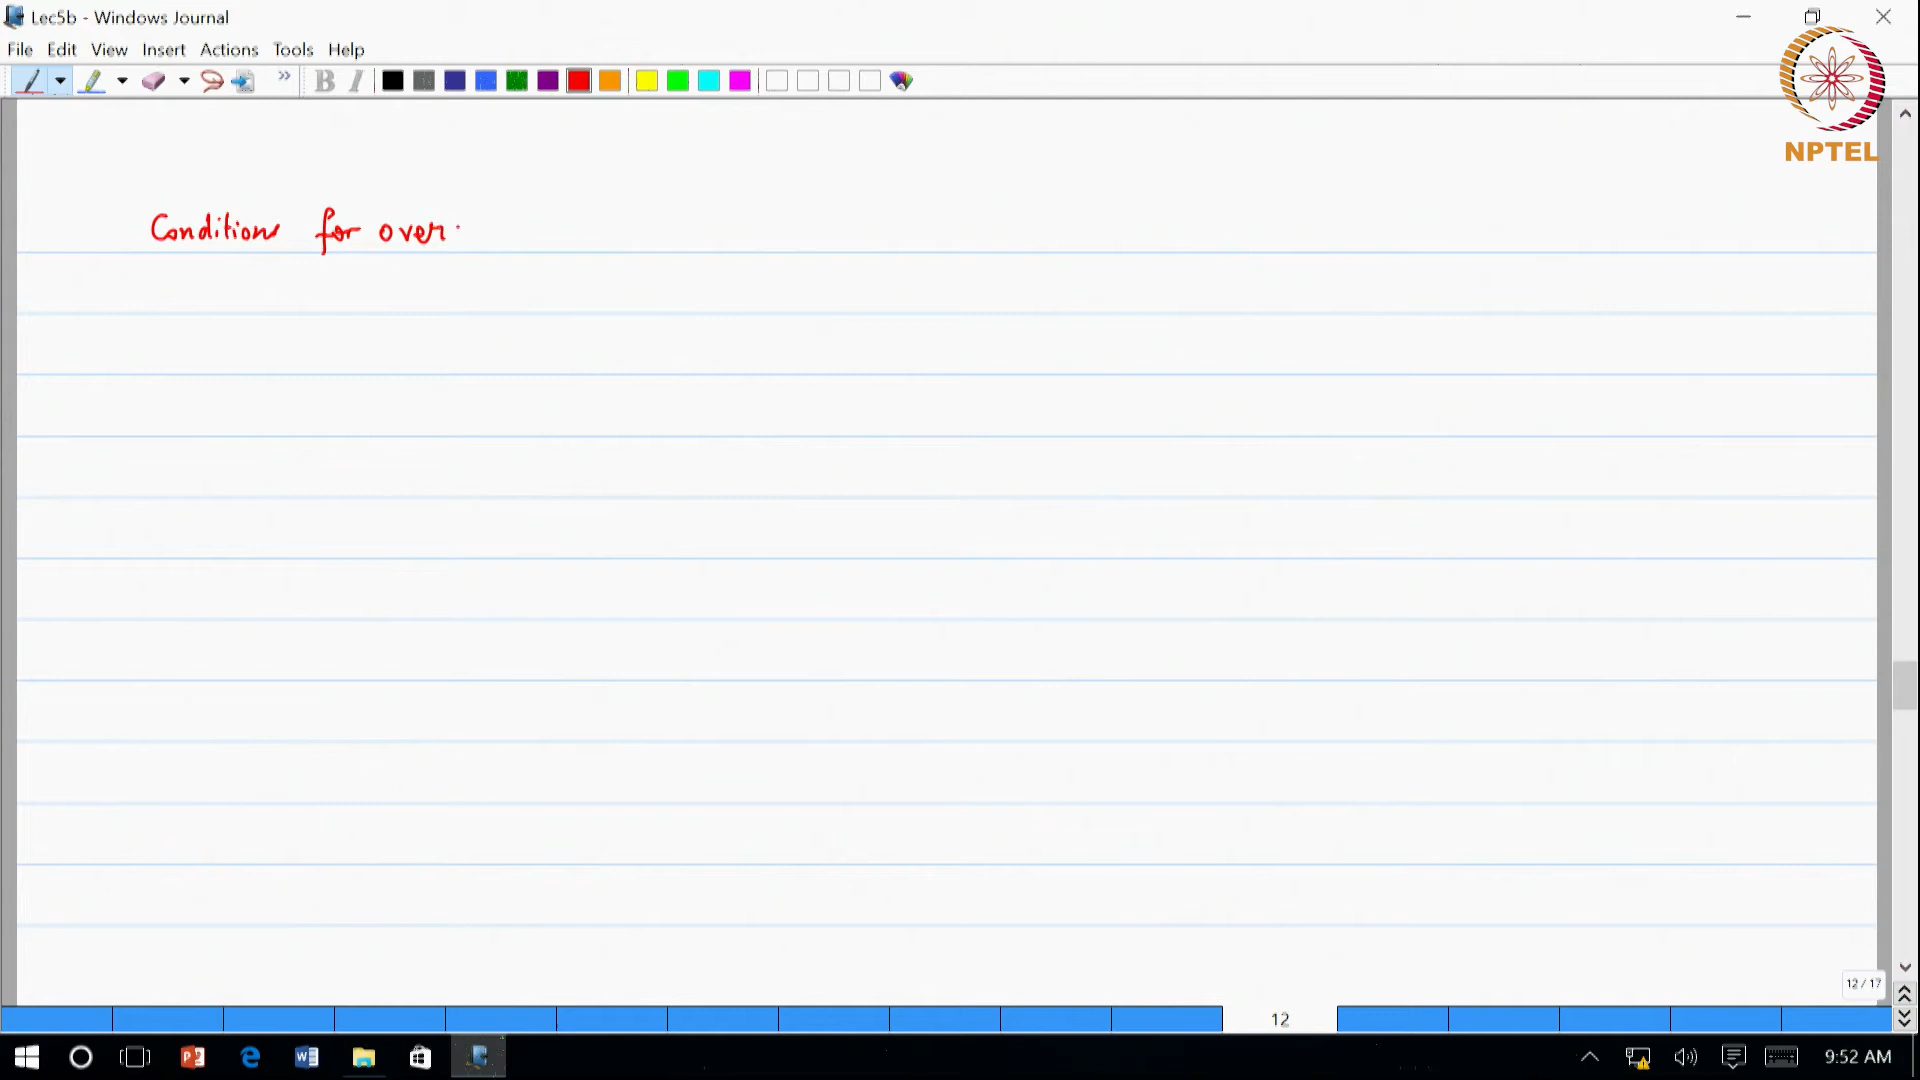 Lec5b - Windows Journal
File Edit View Insert Actions Tools Help
B I
NPTEL
Conditions for over
12 / 17
12
9:52 AM